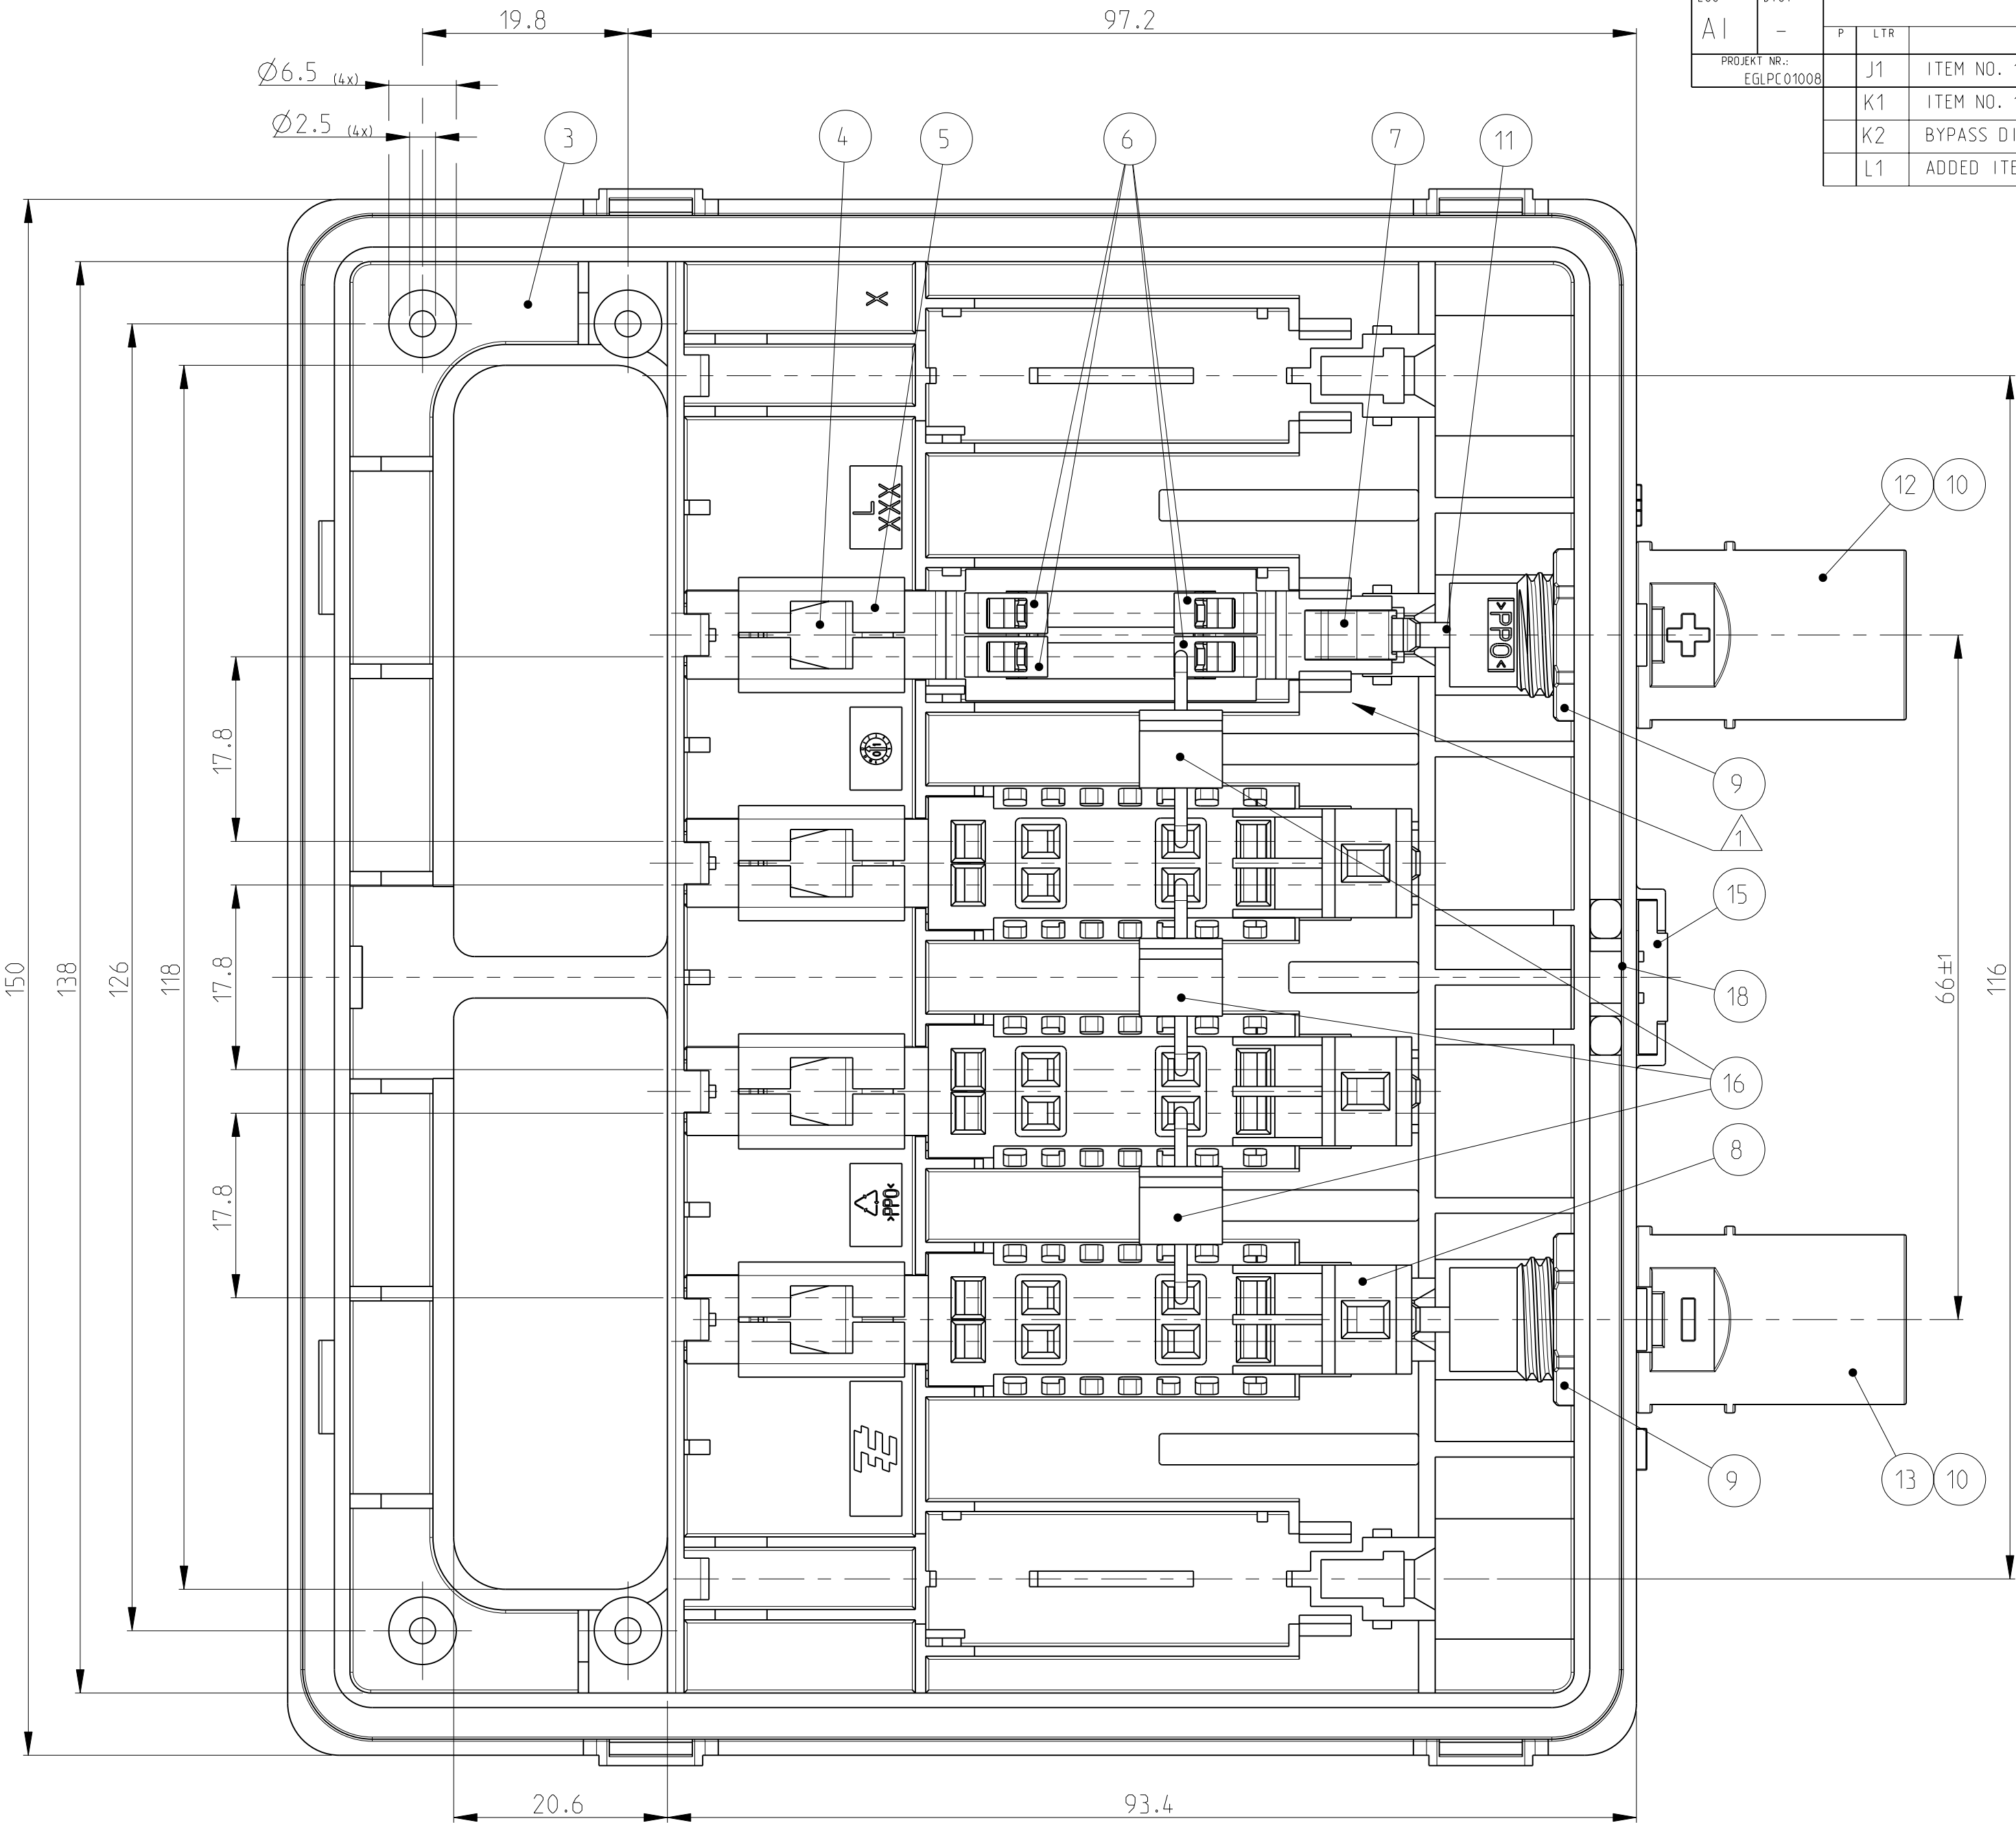 19.8
97.2
AI
-
P
LTR
PROJEKT NR.:
EGLPC01008
J1
ITEM NO.
K1
ITEM NO.
K2
BYPASS DI
L1
ADDED ITE
Ø6.5 (4x)
Ø2.5 (4x)
3
4
5
6
7
11
X
L
XXX
12
10
>PPO<
+
9
1
17.8
01
15
18
150
138
126
118
17.8
66±1
116
16
8
17.8
>PPO<
-
9
13
10
20.6
93.4